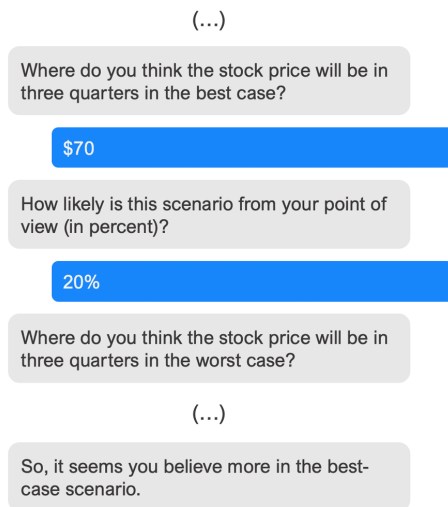 (...)
Where do you think the stock price will be in
three quarters in the best case?
$70
How likely is this scenario from your point of
view (in percent)?
20%
Where do you think the stock price will be in
three quarters in the worst case?
(...)
So, it seems you believe more in the best-
case scenario.